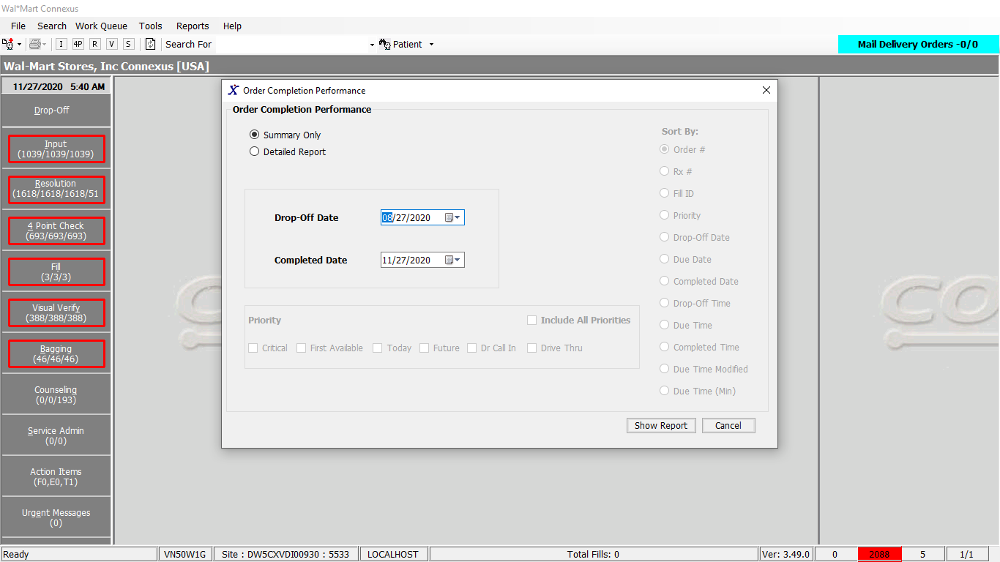 Wal*Mart Connexus
File Search Work Queue Tools Reports Help
I 4P R V S Search For Patient Mail Delivery Orders -0/0
Wal-Mart Stores, Inc Connexus [USA]
11/27/2020 5:40 AM
Drop-Off
Input
(1039/1039/1039)
Resolution
(1618/1618/1618/51
4 Point Check
(693/693/693)
Fill
(3/3/3)
Visual Verify
(388/388/388)
Bagging
(46/46/46)
Counseling
(0/0/193)
Service Admin
(0/0)
Action Items
(F0,E0,T1)
Urgent Messages
(0)
Order Completion Performance
Order Completion Performance
Summary Only
Detailed Report
Drop-Off Date 08/27/2020
Completed Date 11/27/2020
Priority Include All Priorities
Critical First Available Today Future Dr Call In Drive Thru
Sort By:
Order #
Rx #
Fill ID
Priority
Drop-Off Date
Due Date
Completed Date
Drop-Off Time
Due Time
Completed Time
Due Time Modified
Due Time (Min)
Show Report Cancel
Ready VN50W1G Site : DW5CXVDI00930 : 5533 LOCALHOST Total Fills: 0 Ver: 3.49.0 0 2088 5 1/1